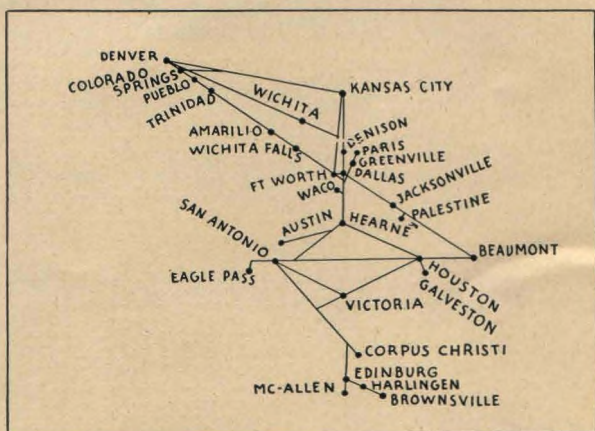 DENVER
COLORADO
SPRINGS
PUEBLO
TRINIDAD
WICHITA
KANSAS CITY
AMARILLO
WICHITA FALLS
DENISON
PARIS
GREENVILLE
DALLAS
FT WORTH
WACO
JACKSONVILLE
PALESTINE
SAN ANTONIO
AUSTIN
HEARNE
BEAUMONT
EAGLE PASS
HOUSTON
GALVESTON
VICTORIA
CORPUS CHRISTI
EDINBURG
MC-ALLEN
HARLINGEN
BROWNSVILLE